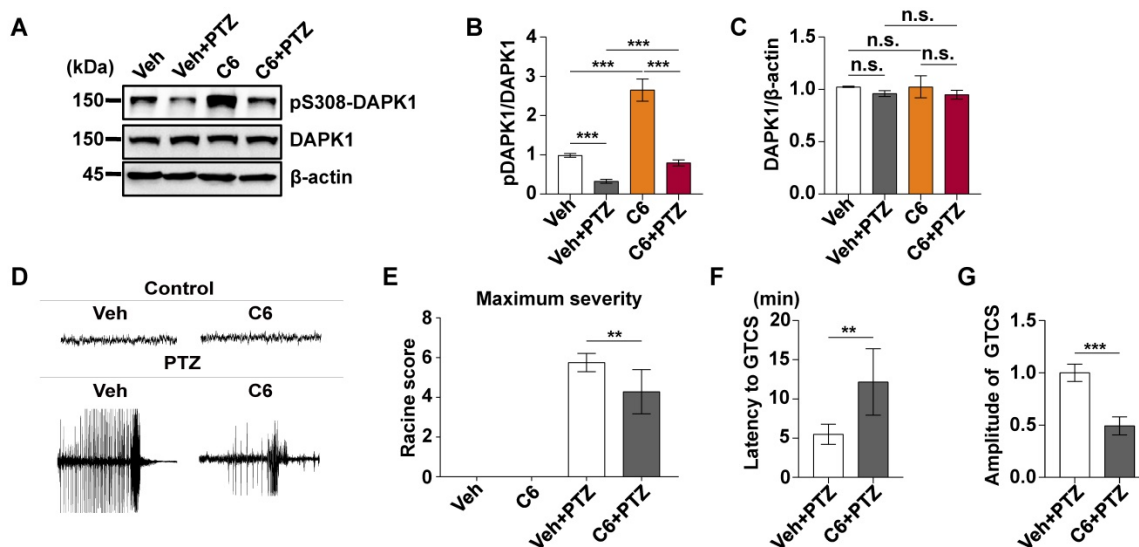 A
Veh
Veh+PTZ
C6
C6+PTZ
(kDa)
150
pS308-DAPK1
150
DAPK1
45
β-actin
B
pDAPK1/DAPK1
4
3
2
1
0
***
***
***
***
Veh
Veh+PTZ
C6
C6+PTZ
C
DAPK1/β-actin
1.5
1.0
0.5
0.0
n.s.
n.s.
n.s.
n.s.
Veh
Veh+PTZ
C6
C6+PTZ
D
Control
Veh
C6
PTZ
Veh
C6
E
Maximum severity
Racine score
8
6
4
2
0
**
Veh
C6
Veh+PTZ
C6+PTZ
F
(min)
Latency to GTCS
20
15
10
5
0
**
Veh+PTZ
C6+PTZ
G
Amplitude of GTCS
1.5
1.0
0.5
0.0
***
Veh+PTZ
C6+PTZ